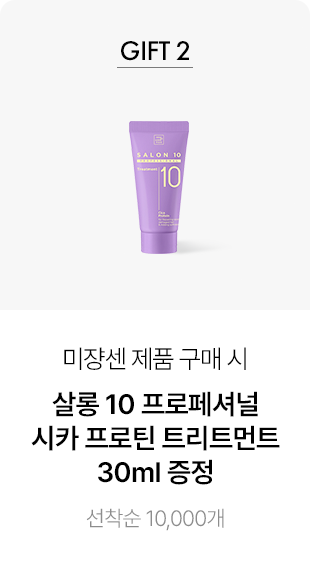 GIFT 2
SALON 10
PROFESSIONAL
Treatment
10
미쟝센 제품 구매 시
살롱 10 프로페셔널
시카 프로틴 트리트먼트
30ml 증정
선착순 10,000개